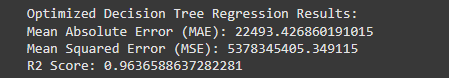 Optimized Decision Tree Regression Results:
Mean Absolute Error (MAE): 22493.426860191015
Mean Squared Error (MSE): 5378345405.349115
R2 Score: 0.9636588637282281